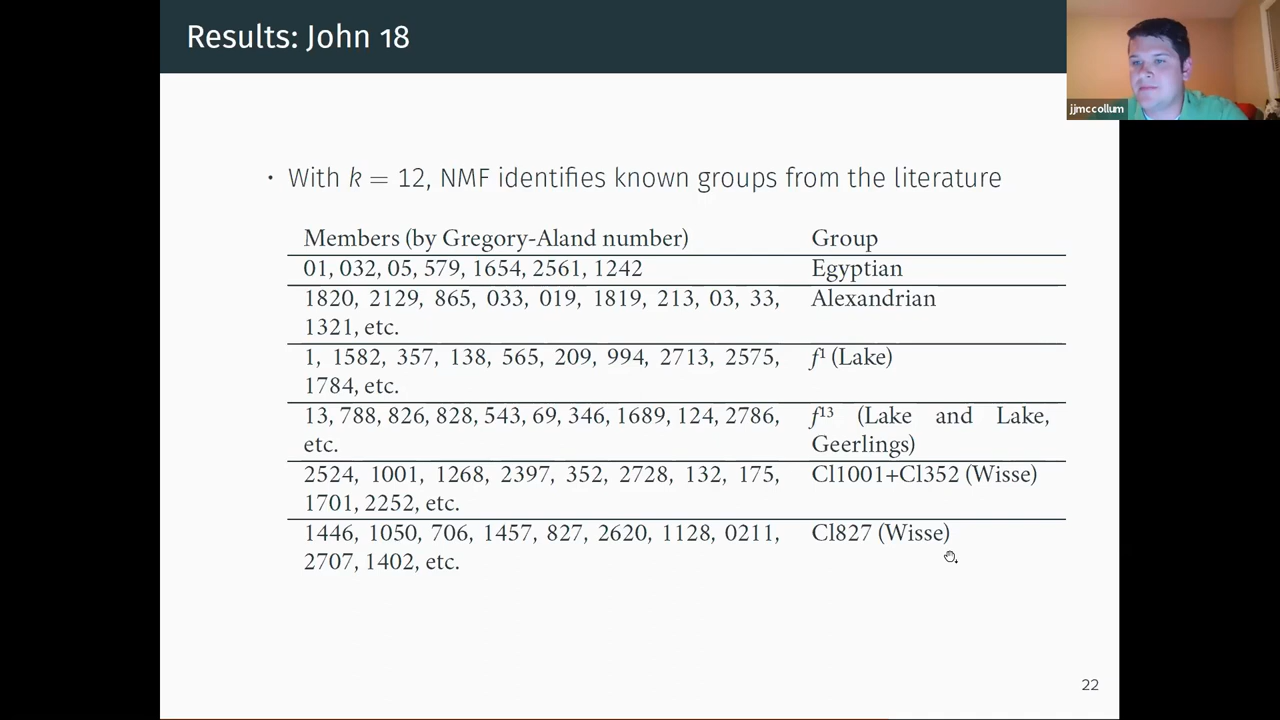 Results: John 18
jjmccollum
• With k = 12, NMF identifies known groups from the literature
Members (by Gregory-Aland number) Group
01, 032, 05, 579, 1654, 2561, 1242 Egyptian
1820, 2129, 865, 033, 019, 1819, 213, 03, 33, Alexandrian
1321, etc.
1, 1582, 357, 138, 565, 209, 994, 2713, 2575, f¹ (Lake)
1784, etc.
13, 788, 826, 828, 543, 69, 346, 1689, 124, 2786, f¹³ (Lake and Lake,
etc. Geerlings)
2524, 1001, 1268, 2397, 352, 2728, 132, 175, Cl1001+Cl352 (Wisse)
1701, 2252, etc.
1446, 1050, 706, 1457, 827, 2620, 1128, 0211, Cl827 (Wisse)
2707, 1402, etc.
22